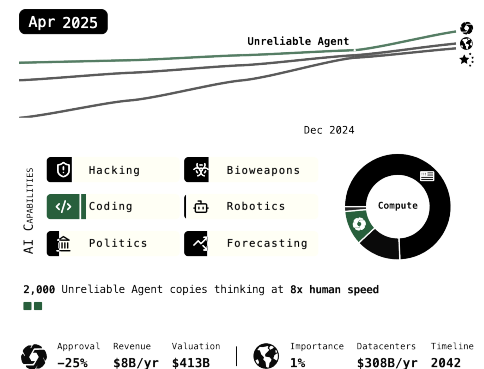 Apr 2025
Unreliable Agent
Dec 2024
AI Capabilities
Hacking
Bioweapons
Coding
Robotics
Politics
Forecasting
Compute
2,000 Unreliable Agent copies thinking at 8x human speed
Approval Revenue Valuation Importance Datacenters Timeline
−25% $8B/yr $413B 1% $308B/yr 2042